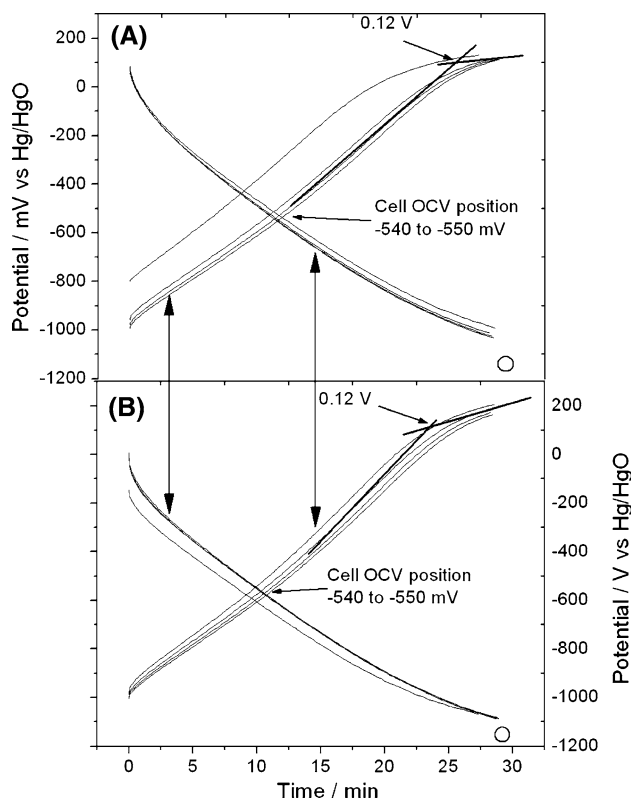 (A)
0.12 V
200
0
-200
-400
-600
-800
-1000
-1200
Potential / mV vs Hg/HgO
Cell OCV position
-540 to -550 mV
(B)
0.12 V
200
0
-200
-400
-600
-800
-1000
-1200
Potential / V vs Hg/HgO
Cell OCV position
-540 to -550 mV
0 5 10 15 20 25 30
Time / min